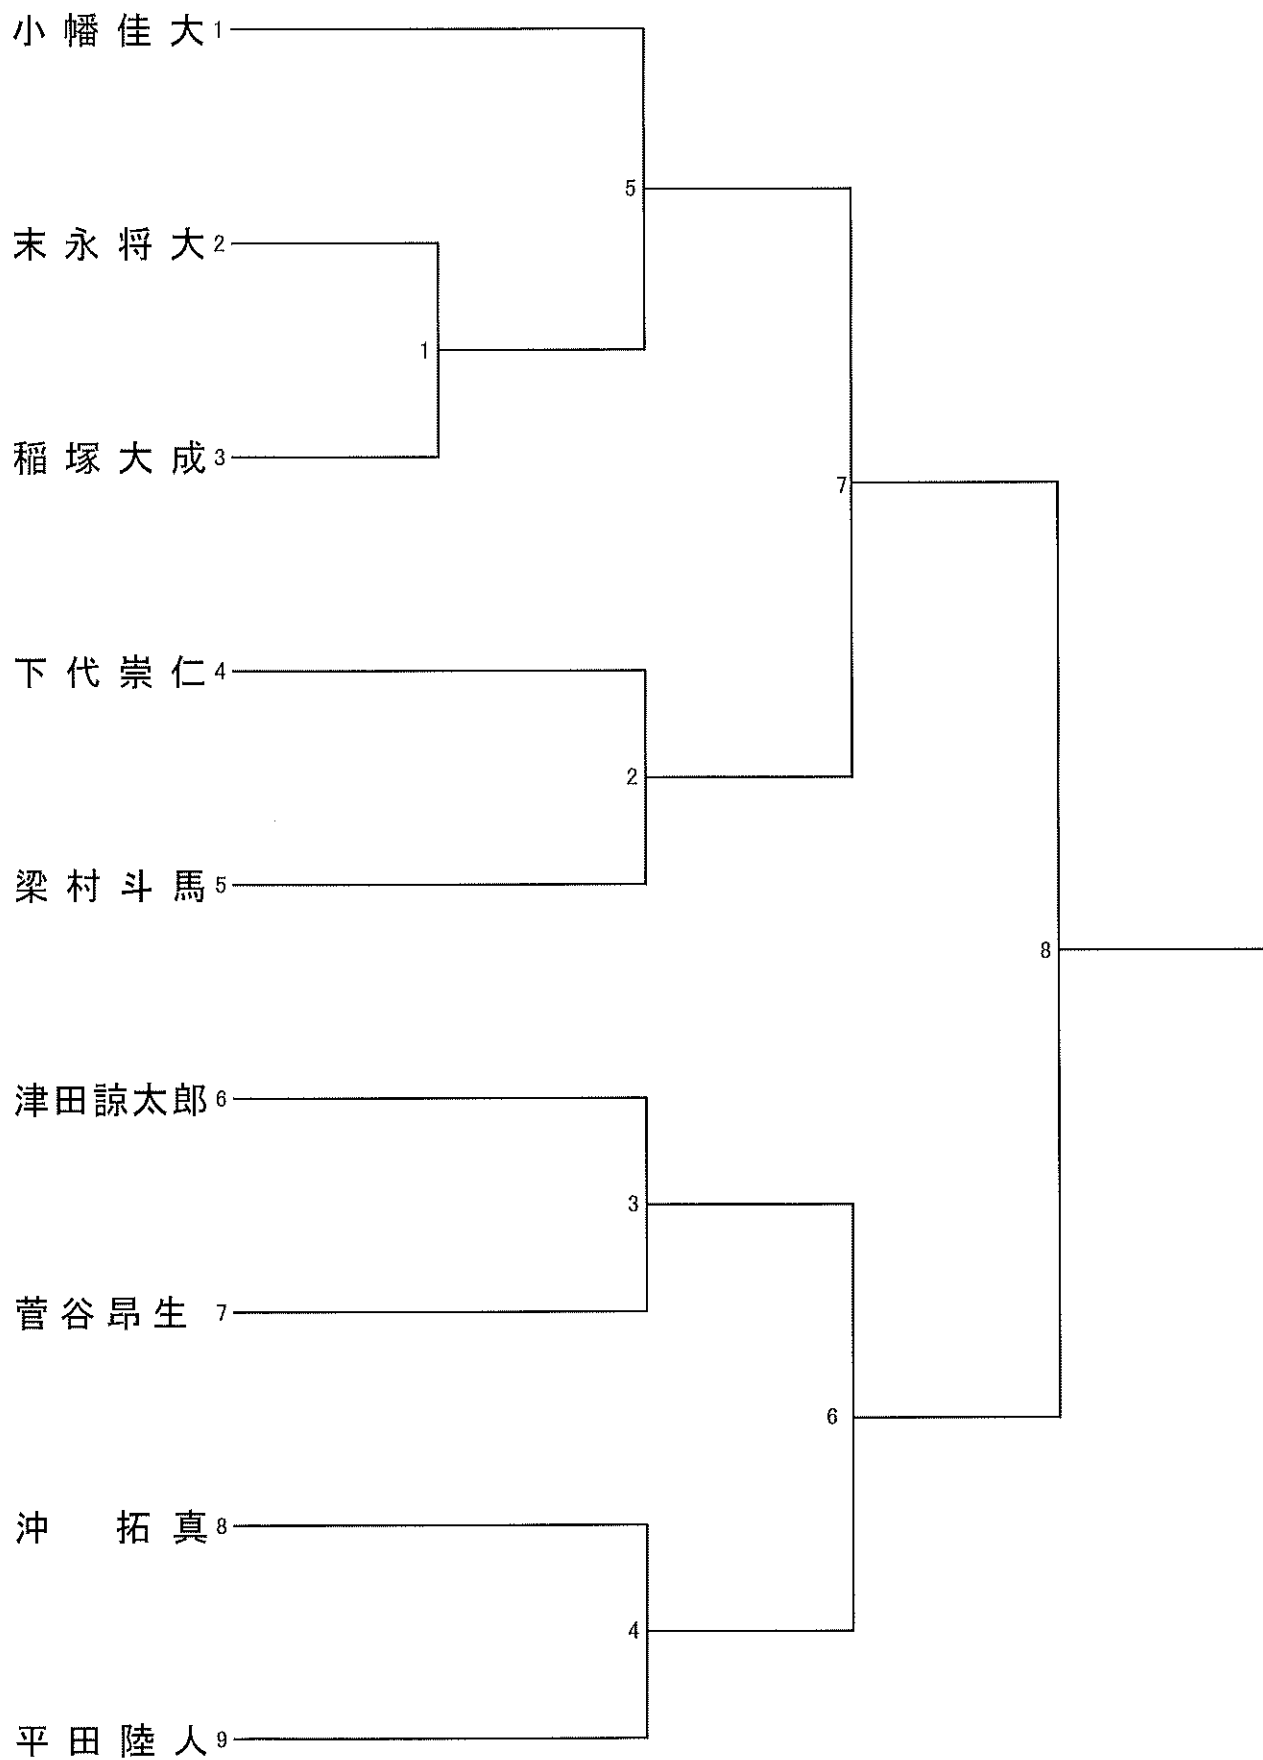 小幡佳大 1
5
末永将大 2
1
稲塚大成 3
7
下代崇仁 4
2
梁村斗馬 5
8
津田諒太郎 6
3
菅谷昂生 7
6
沖 拓真 8
4
平田陸人 9